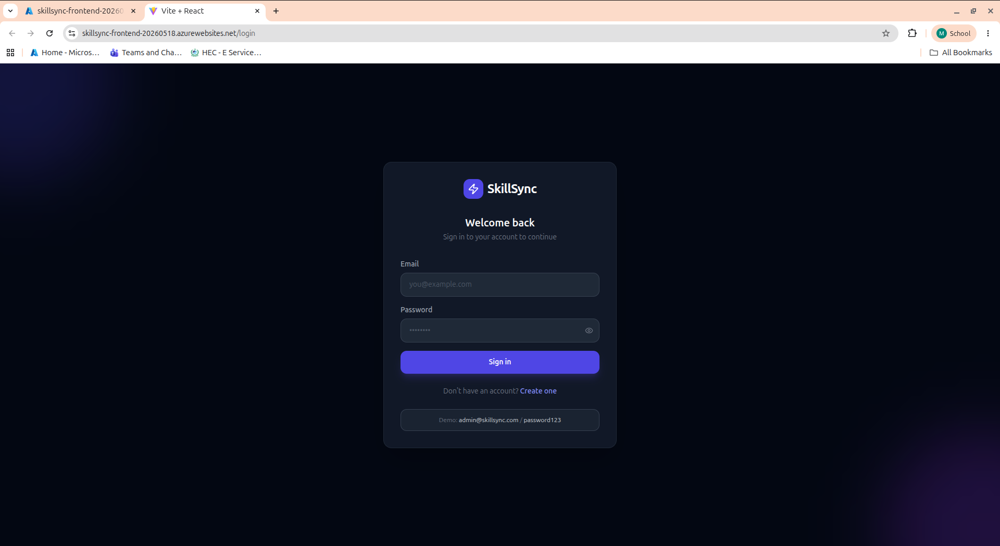 skillsync-frontend-20260
Vite + React
skillsync-frontend-20260518.azurewebsites.net/login
M
School
Home - Micros...
Teams and Cha...
HEC - E Service...
All Bookmarks
SkillSync
Welcome back
Sign in to your account to continue
Email
you@example.com
Password
••••••••
Sign in
Don't have an account? Create one
Demo: admin@skillsync.com / password123